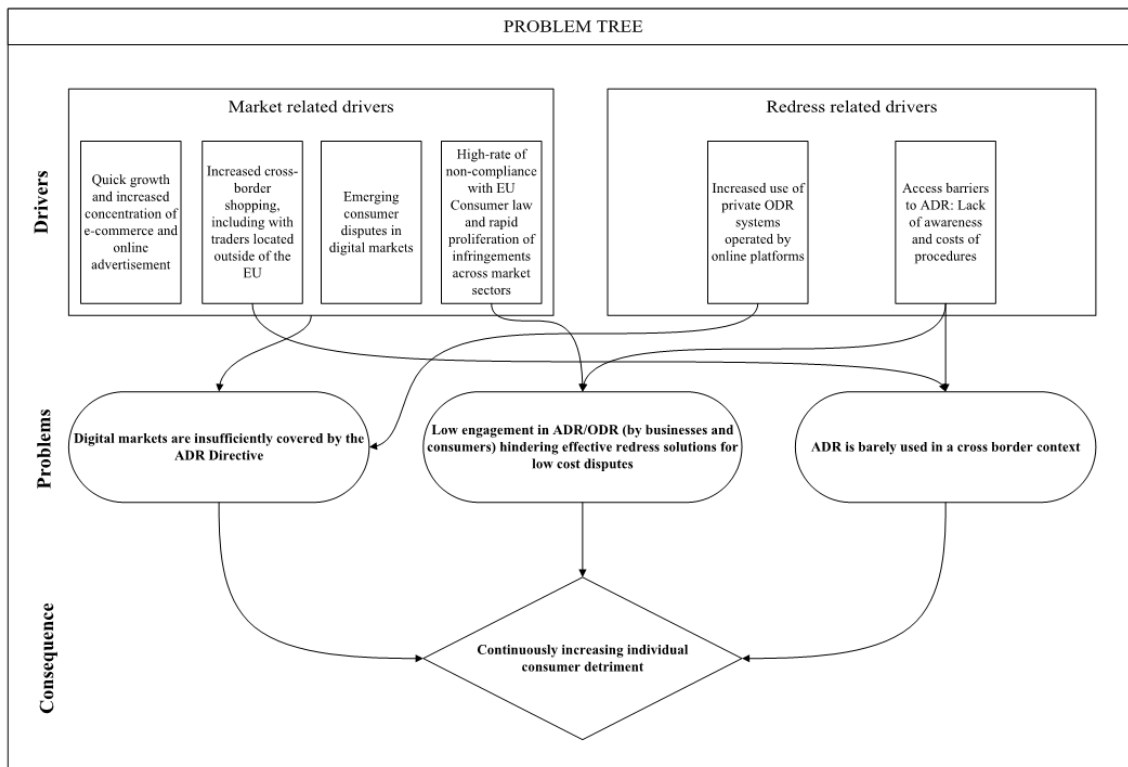 PROBLEM TREE
Drivers
Market related drivers
Quick growth
and increased
concentration of
e-commerce and
online
advertisement
Increased cross-
border
shopping,
including with
traders located
outside of the
EU
Emerging
consumer
disputes in
digital markets
High-rate of
non-compliance
with EU
Consumer law
and rapid
proliferation of
infringements
across market
sectors
Redress related drivers
Increased use of
private ODR
systems
operated by
online platforms
Access barriers
to ADR: Lack
of awareness
and costs of
procedures
Problems
Digital markets are insufficiently covered by the
ADR Directive
Low engagement in ADR/ODR (by businesses and
consumers) hindering effective redress solutions for
low cost disputes
ADR is barely used in a cross border context
Consequence
Continuously increasing individual
consumer detriment